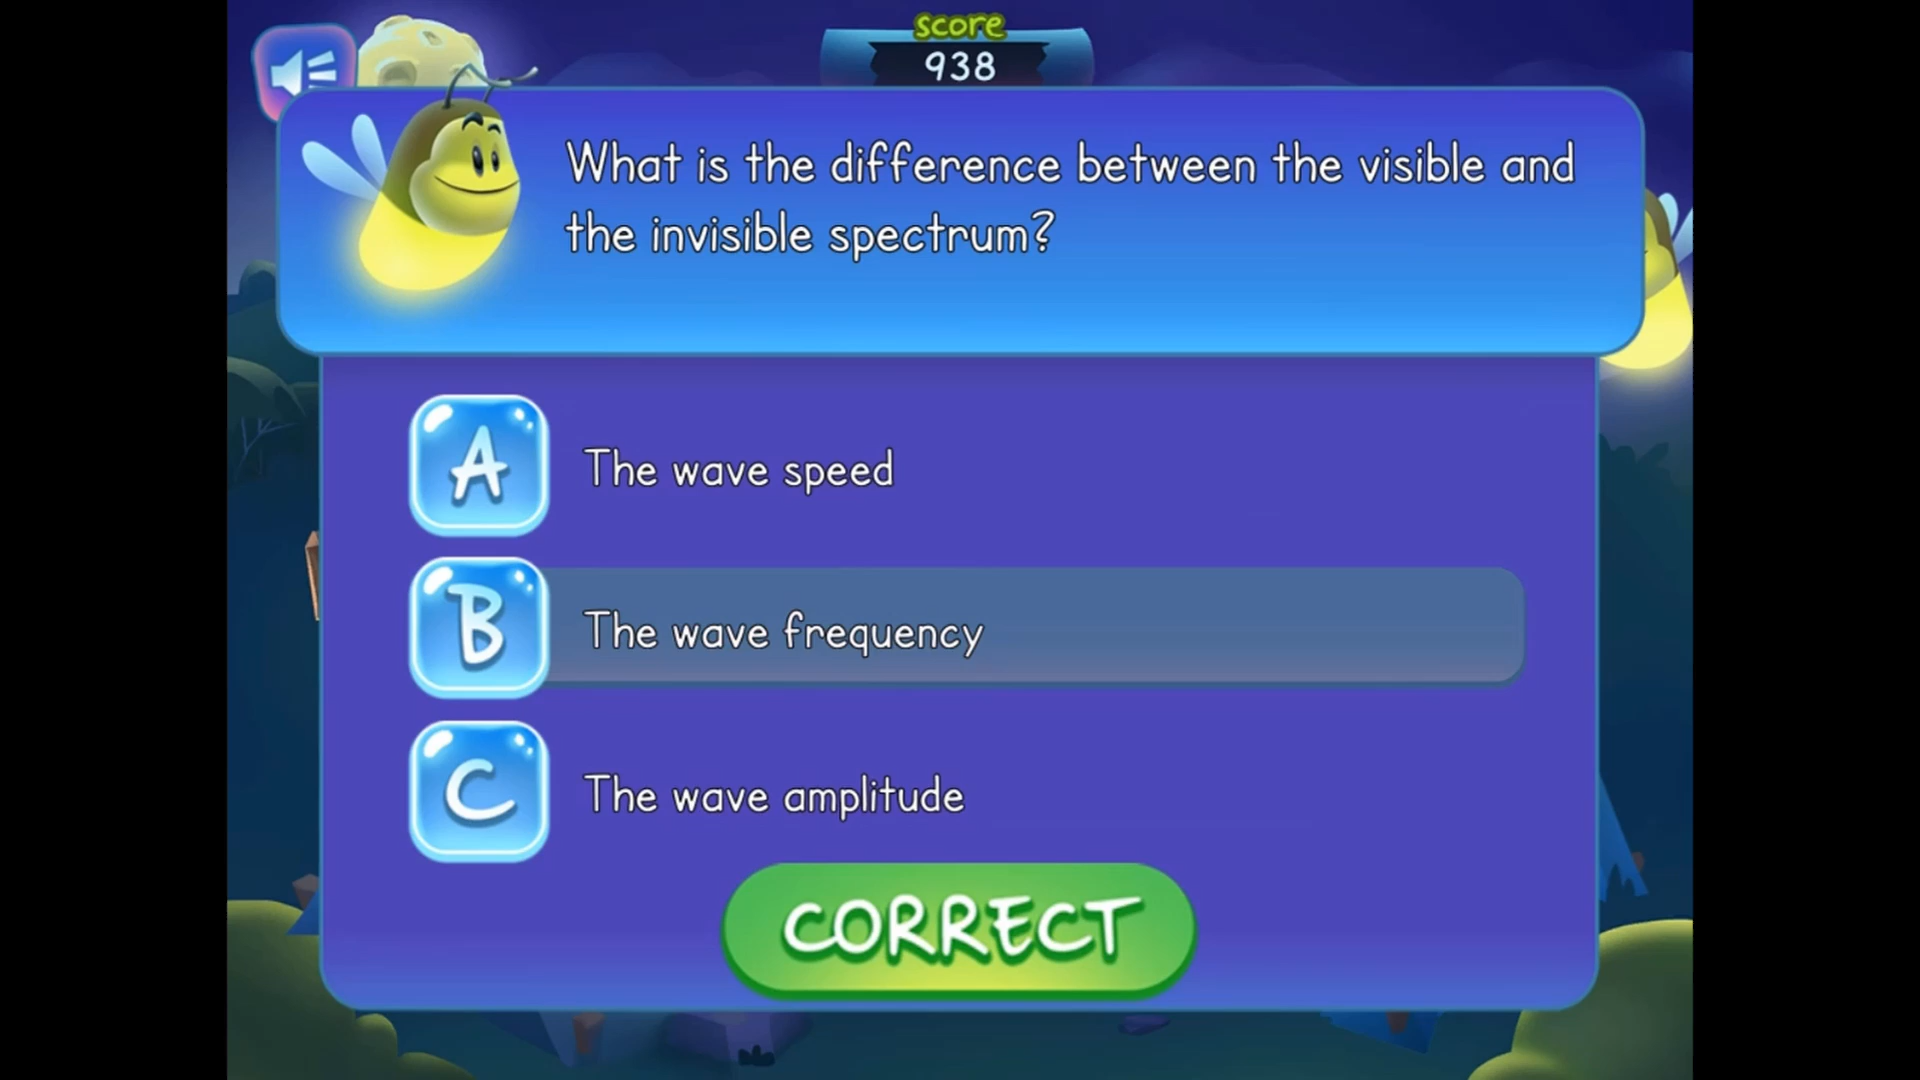 score
938
What is the difference between the visible and
the invisible spectrum?
A
The wave speed
B
The wave frequency
C
The wave amplitude
CORRECT